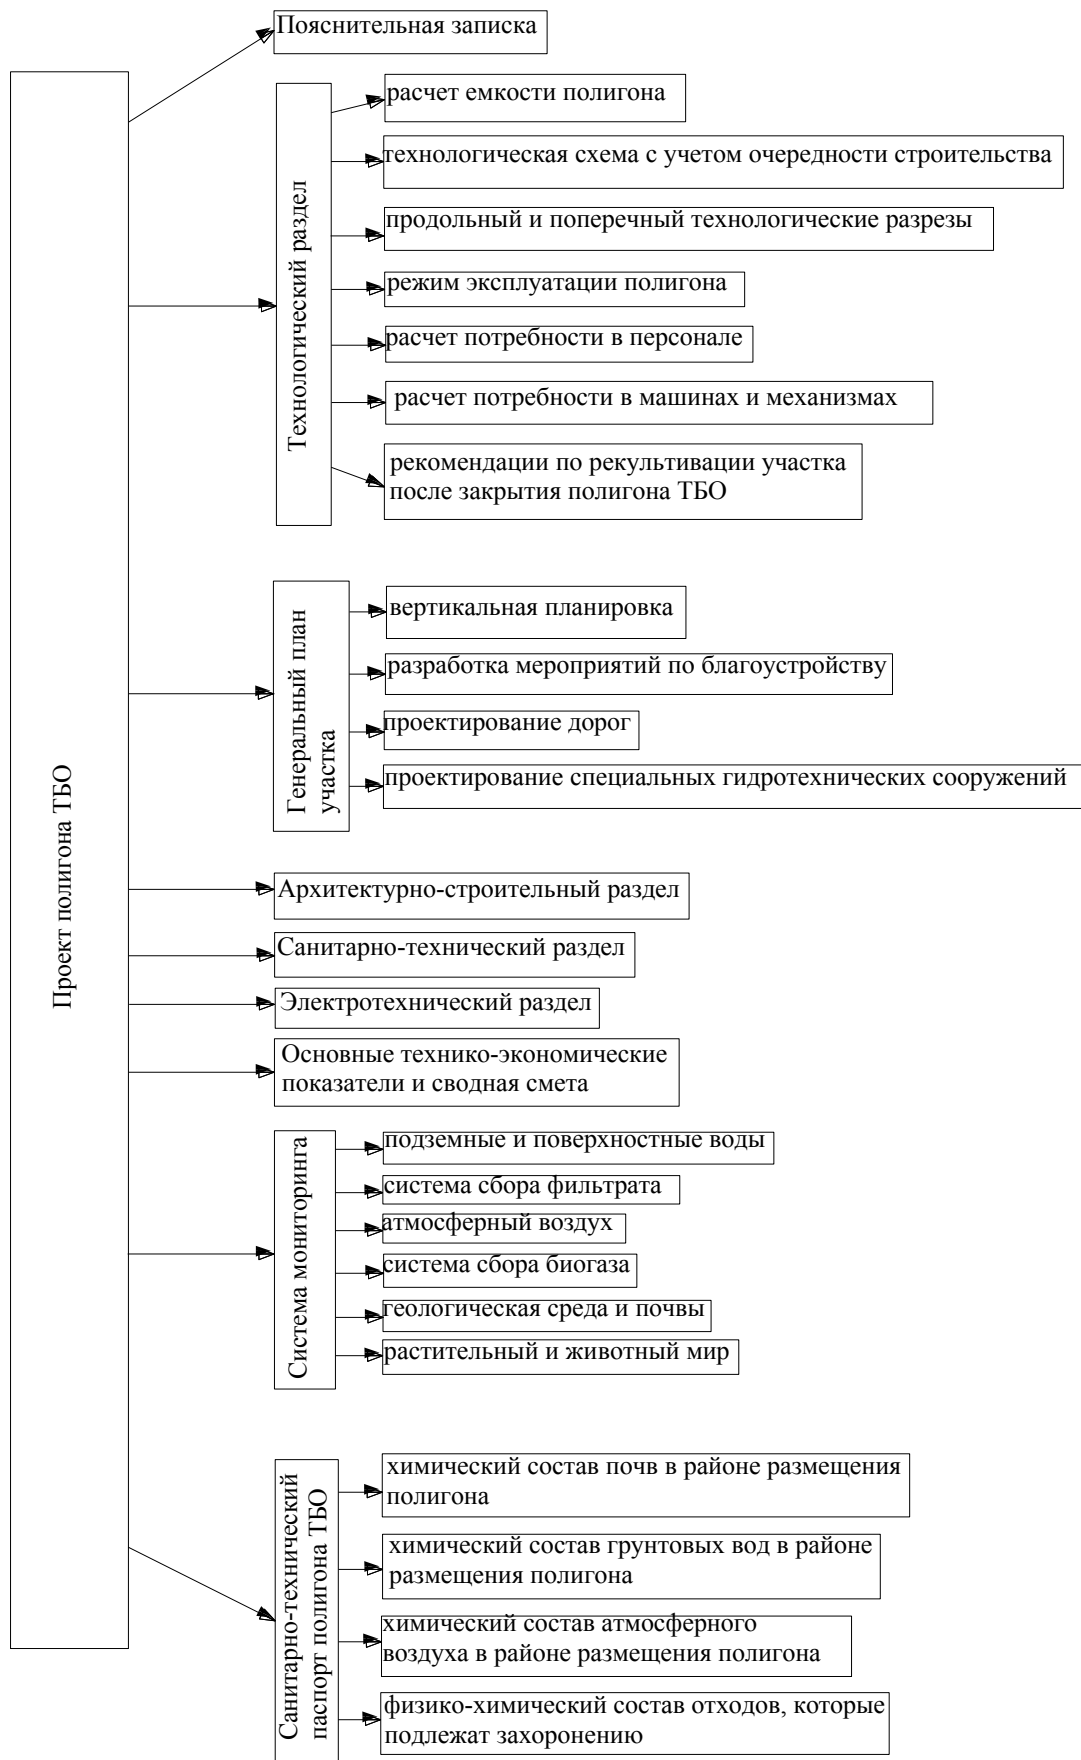 Проект полигона ТБО
Пояснительная записка
Технологический раздел
расчет емкости полигона
технологическая схема с учетом очередности строительства
продольный и поперечный технологические разрезы
режим эксплуатации полигона
расчет потребности в персонале
расчет потребности в машинах и механизмах
рекомендации по рекультивации участка
после закрытия полигона ТБО
Генеральный план
участка
вертикальная планировка
разработка мероприятий по благоустройству
проектирование дорог
проектирование специальных гидротехнических сооружений
Архитектурно-строительный раздел
Санитарно-технический раздел
Электротехнический раздел
Основные технико-экономические
показатели и сводная смета
Система мониторинга
подземные и поверхностные воды
система сбора фильтрата
атмосферный воздух
система сбора биогаза
геологическая среда и почвы
растительный и животный мир
Санитарно-технический
паспорт полигона ТБО
химический состав почв в районе размещения
полигона
химический состав грунтовых вод в районе
размещения полигона
химический состав атмосферного
воздуха в районе размещения полигона
физико-химический состав отходов, которые
подлежат захоронению